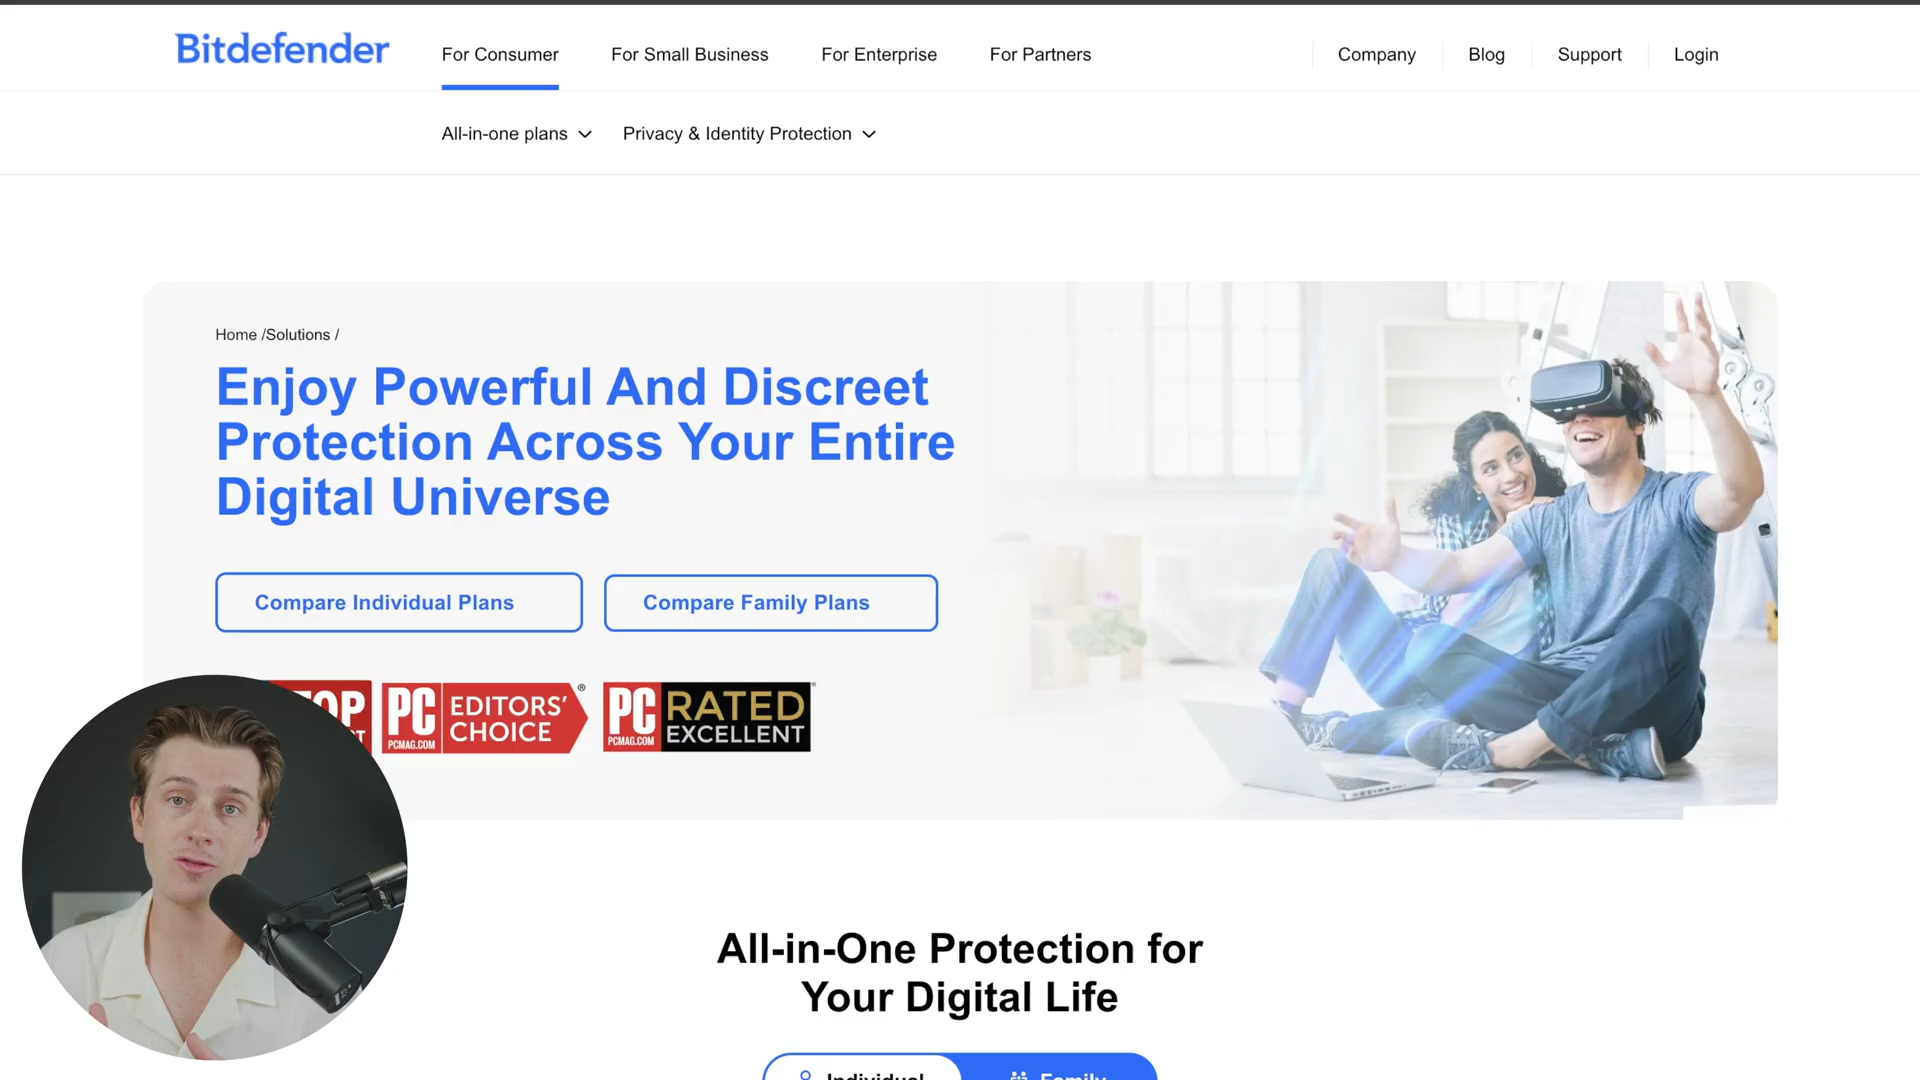 Bitdefender
For Consumer
For Small Business
For Enterprise
For Partners
Company
Blog
Support
Login
All-in-one plans
Privacy & Identity Protection
Home /Solutions /
Enjoy Powerful And Discreet
Protection Across Your Entire
Digital Universe
Compare Individual Plans
Compare Family Plans
PC
PCMAG.COM
EDITORS'
CHOICE
®
PC
PCMAG.COM
RATED
EXCELLENT
All-in-One Protection for
Your Digital Life
Individual
Family